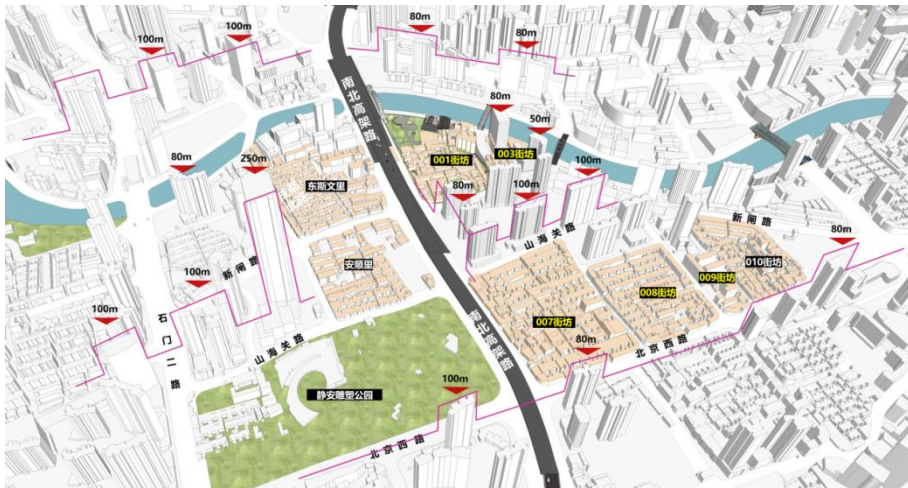 100m
100m
100m
80m
80m
南北高架路
80m
50m
80m
250m
001街坊
003街坊
东斯文里
80m
100m
100m
新闸路
山海关路
80m
安顺里
新闸路
010街坊
009街坊
100m
008街坊
100m
石门二路
007街坊
南北高架路
北京西路
山海关路
80m
100m
静安雕塑公园
北京西路